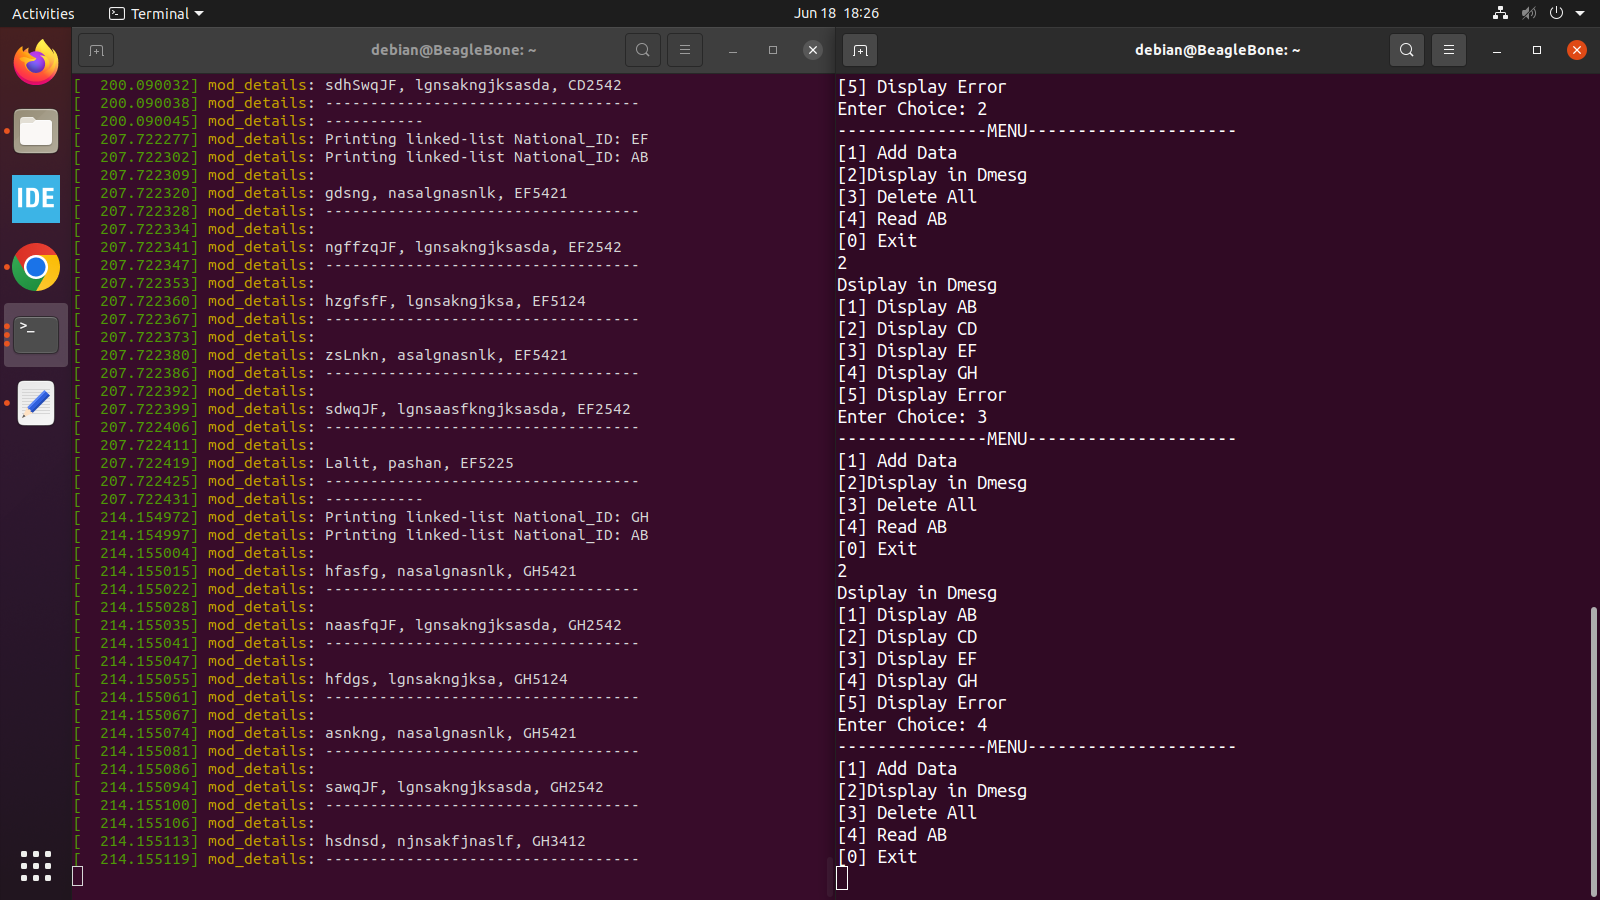 Activities
Terminal
Jun 18 18:26
debian@BeagleBone: ~
[  200.090032] mod_details: sdhSwqJF, lgnsakngjksasda, CD2542
[  200.090038] mod_details: -----------------------------------
[  200.090045] mod_details: -----------
[  207.722277] mod_details: Printing linked-list National_ID: EF
[  207.722302] mod_details: Printing linked-list National_ID: AB
[  207.722309] mod_details:
[  207.722320] mod_details: gdsng, nasalgnasnlk, EF5421
[  207.722328] mod_details: -----------------------------------
[  207.722334] mod_details:
[  207.722341] mod_details: ngffzqJF, lgnsakngjksasda, EF2542
[  207.722347] mod_details: -----------------------------------
[  207.722353] mod_details:
[  207.722360] mod_details: hzgfsfF, lgnsakngjksa, EF5124
[  207.722367] mod_details: -----------------------------------
[  207.722373] mod_details:
[  207.722380] mod_details: zsLnkn, asalgnasnlk, EF5421
[  207.722386] mod_details: -----------------------------------
[  207.722392] mod_details:
[  207.722399] mod_details: sdwqJF, lgnsaasfkngjksasda, EF2542
[  207.722406] mod_details: -----------------------------------
[  207.722411] mod_details:
[  207.722419] mod_details: Lalit, pashan, EF5225
[  207.722425] mod_details: -----------------------------------
[  207.722431] mod_details: -----------
[  214.154972] mod_details: Printing linked-list National_ID: GH
[  214.154997] mod_details: Printing linked-list National_ID: AB
[  214.155004] mod_details:
[  214.155015] mod_details: hfasfg, nasalgnasnlk, GH5421
[  214.155022] mod_details: -----------------------------------
[  214.155028] mod_details:
[  214.155035] mod_details: naasfqJF, lgnsakngjksasda, GH2542
[  214.155041] mod_details: -----------------------------------
[  214.155047] mod_details:
[  214.155055] mod_details: hfdgs, lgnsakngjksa, GH5124
[  214.155061] mod_details: -----------------------------------
[  214.155067] mod_details:
[  214.155074] mod_details: asnkng, nasalgnasnlk, GH5421
[  214.155081] mod_details: -----------------------------------
[  214.155086] mod_details:
[  214.155094] mod_details: sawqJF, lgnsakngjksasda, GH2542
[  214.155100] mod_details: -----------------------------------
[  214.155106] mod_details:
[  214.155113] mod_details: hsdnsd, njnsakfjnaslf, GH3412
[  214.155119] mod_details: -----------------------------------
debian@BeagleBone: ~
[5] Display Error
Enter Choice: 2
---------------MENU---------------------
[1] Add Data
[2]Display in Dmesg
[3] Delete All
[4] Read AB
[0] Exit
2
Dsiplay in Dmesg
[1] Display AB
[2] Display CD
[3] Display EF
[4] Display GH
[5] Display Error
Enter Choice: 3
---------------MENU---------------------
[1] Add Data
[2]Display in Dmesg
[3] Delete All
[4] Read AB
[0] Exit
2
Dsiplay in Dmesg
[1] Display AB
[2] Display CD
[3] Display EF
[4] Display GH
[5] Display Error
Enter Choice: 4
---------------MENU---------------------
[1] Add Data
[2]Display in Dmesg
[3] Delete All
[4] Read AB
[0] Exit
IDE
>_